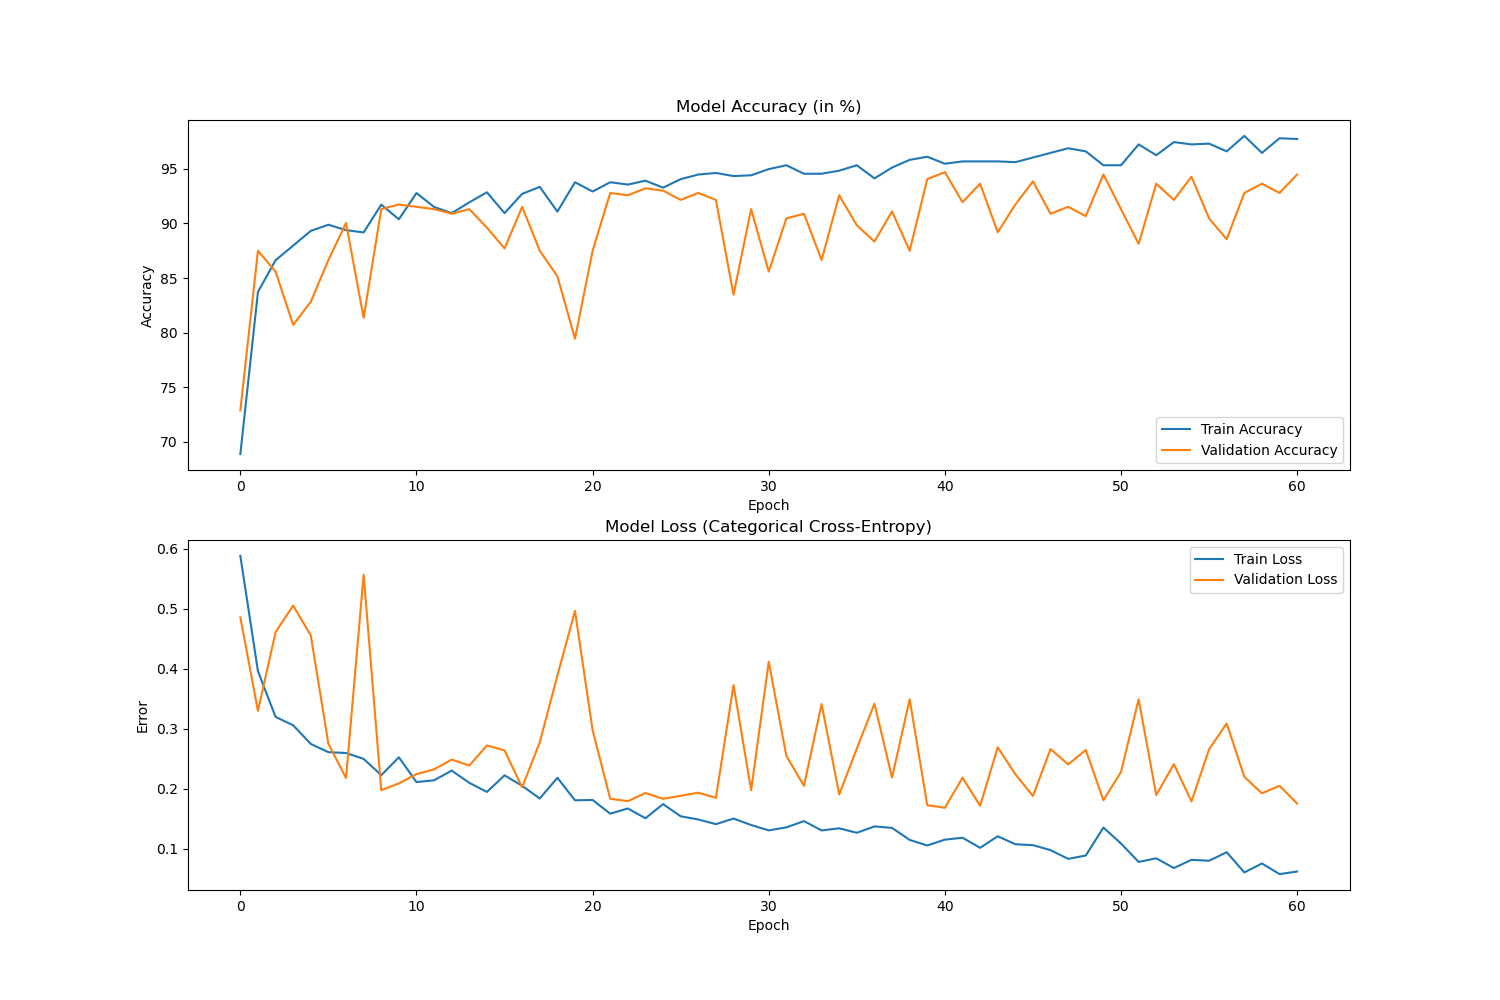 Model Accuracy (in %)
Accuracy
95
90
85
80
75
70
Train Accuracy
Validation Accuracy
0 10 20 30 40 50 60
Epoch
Model Loss (Categorical Cross-Entropy)
Error
0.6
0.5
0.4
0.3
0.2
0.1
Train Loss
Validation Loss
0 10 20 30 40 50 60
Epoch